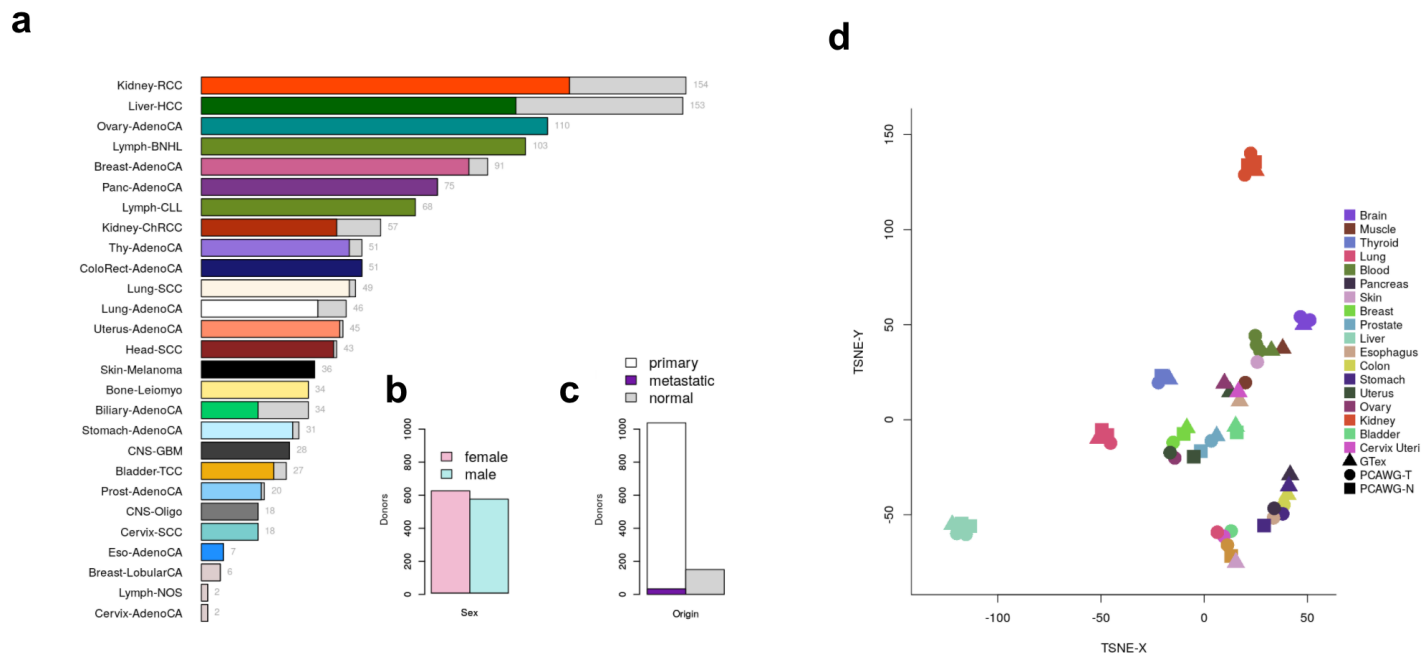 a
Kidney-RCC 154
Liver-HCC 153
Ovary-AdenoCA 110
Lymph-BNHL 103
Breast-AdenoCA 91
Panc-AdenoCA 75
Lymph-CLL 68
Kidney-ChRCC 57
Thy-AdenoCA 51
ColoRect-AdenoCA 51
Lung-SCC 49
Lung-AdenoCA 46
Uterus-AdenoCA 45
Head-SCC 43
Skin-Melanoma 36
Bone-Leiomyo 34
Biliary-AdenoCA 34
Stomach-AdenoCA 31
CNS-GBM 28
Bladder-TCC 27
Prost-AdenoCA 20
CNS-Oligo 18
Cervix-SCC 18
Eso-AdenoCA 7
Breast-LobularCA 6
Lymph-NOS 2
Cervix-AdenoCA 2
b
female
male
Donors
1000
800
600
400
200
0
Sex
c
primary
metastatic
normal
Donors
1000
800
600
400
200
0
Origin
d
TSNE-Y
150
100
50
0
-50
-100
-50
0
50
TSNE-X
Brain
Muscle
Thyroid
Lung
Blood
Pancreas
Skin
Breast
Prostate
Liver
Esophagus
Colon
Stomach
Uterus
Ovary
Kidney
Bladder
Cervix Uteri
GTex
PCAWG-T
PCAWG-N